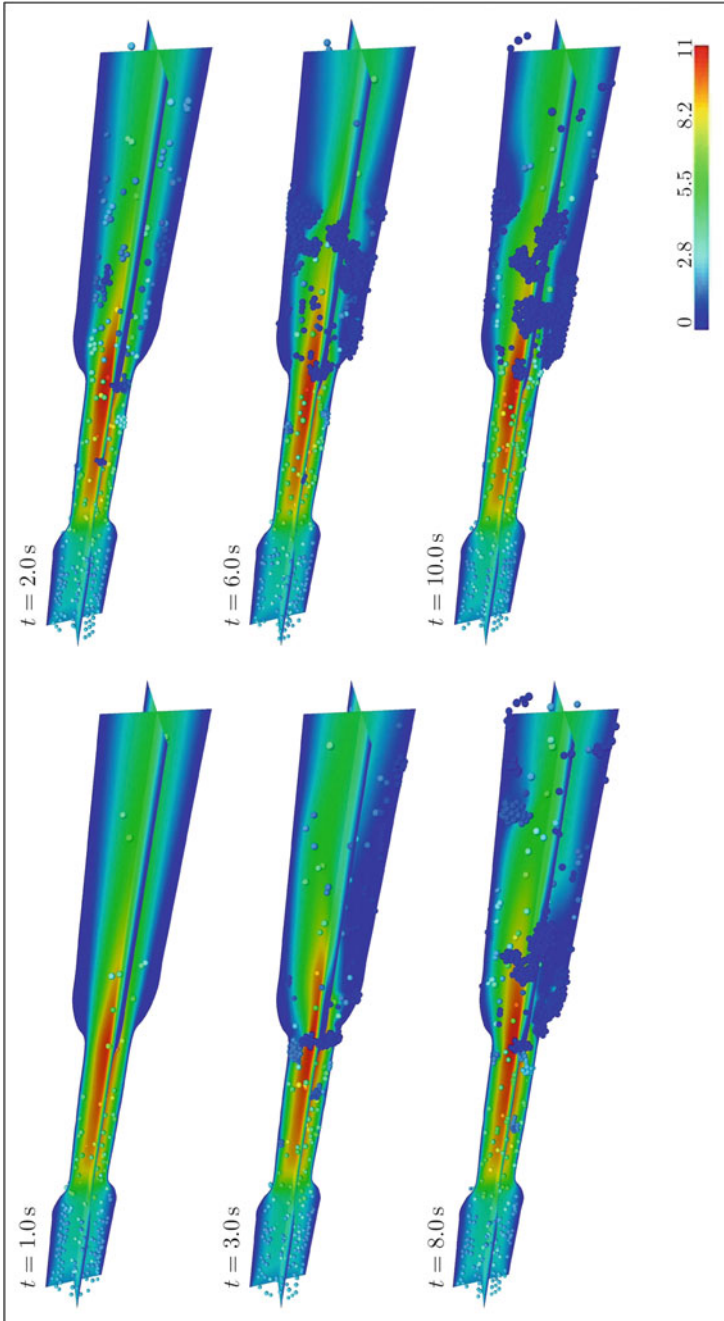 t = 1.0 s
t = 2.0 s
t = 3.0 s
t = 6.0 s
t = 8.0 s
t = 10.0 s
0 2.8 5.5 8.2 11